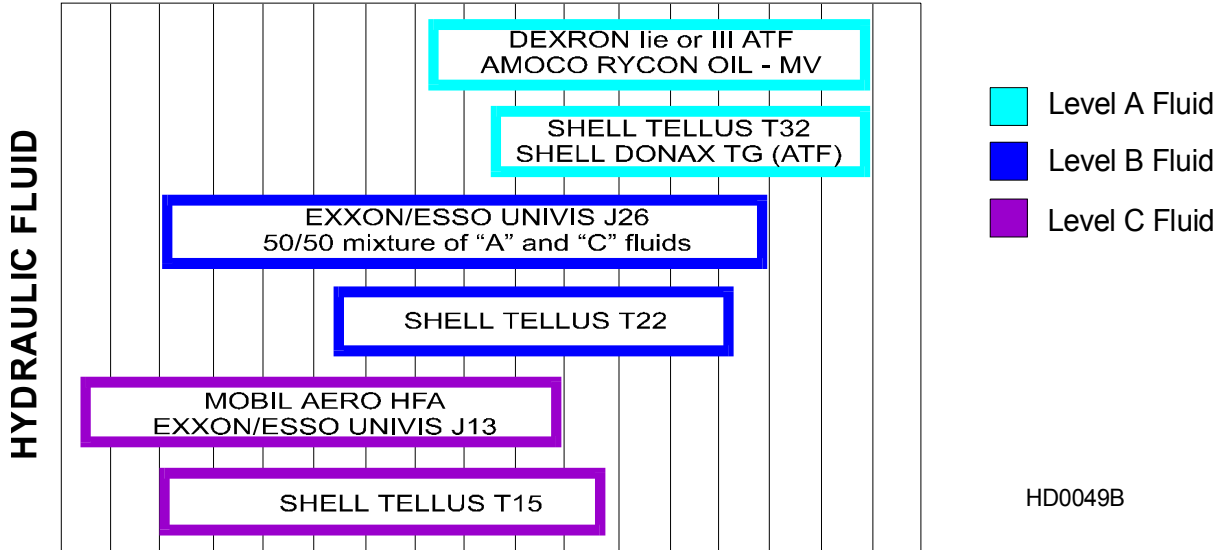 HYDRAULIC FLUID
DEXRON Iie or III ATF
AMOCO RYCON OIL - MV
SHELL TELLUS T32
SHELL DONAX TG (ATF)
EXXON/ESSO UNIVIS J26
50/50 mixture of “A” and “C” fluids
SHELL TELLUS T22
MOBIL AERO HFA
EXXON/ESSO UNIVIS J13
SHELL TELLUS T15
Level A Fluid
Level B Fluid
Level C Fluid
HD0049B